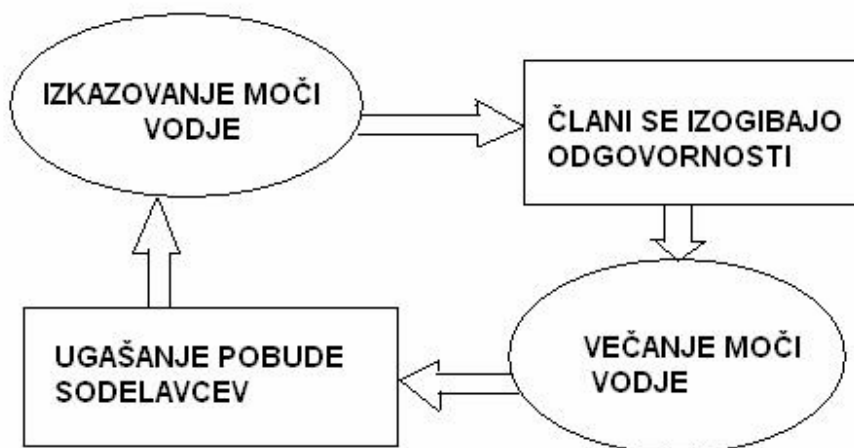 IZKAZOVANJE MOČI
VODJE
ČLANI SE IZOGIBAJO
ODGOVORNOSTI
VEČANJE MOČI
VODJE
UGAŠANJE POBUDE
SODELAVCEV